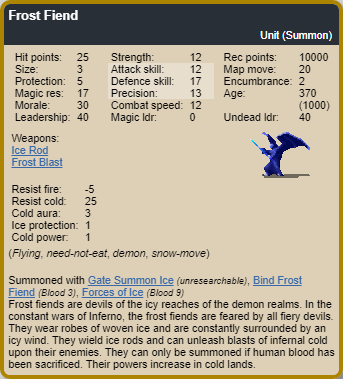 Frost Fiend
Unit (Summon)
Hit points: 25 Strength: 12 Rec points: 10000
Size: 3 Attack skill: 12 Map move: 20
Protection: 5 Defence skill: 17 Encumbrance: 2
Magic res: 17 Precision: 13 Age: 370
Morale: 30 Combat speed: 12 (1000)
Leadership: 40 Magic ldr: 0 Undead ldr: 40
Weapons:
Ice Rod
Frost Blast
Resist fire: -5
Resist cold: 25
Cold aura: 3
Ice protection: 1
Cold power: 1
(Flying, need-not-eat, demon, snow-move)
Summoned with Gate Summon Ice (unresearchable), Bind Frost
Fiend (Blood 3), Forces of Ice (Blood 9)
Frost fiends are devils of the icy reaches of the demon realms. In the
constant wars of Inferno, the frost fiends are feared by all fiery devils.
They wear robes of woven ice and are constantly surrounded by an
icy wind. They wield ice rods and can unleash blasts of infernal cold
upon their enemies. They can only be summoned if human blood has
been sacrificed. Their powers increase in cold lands.